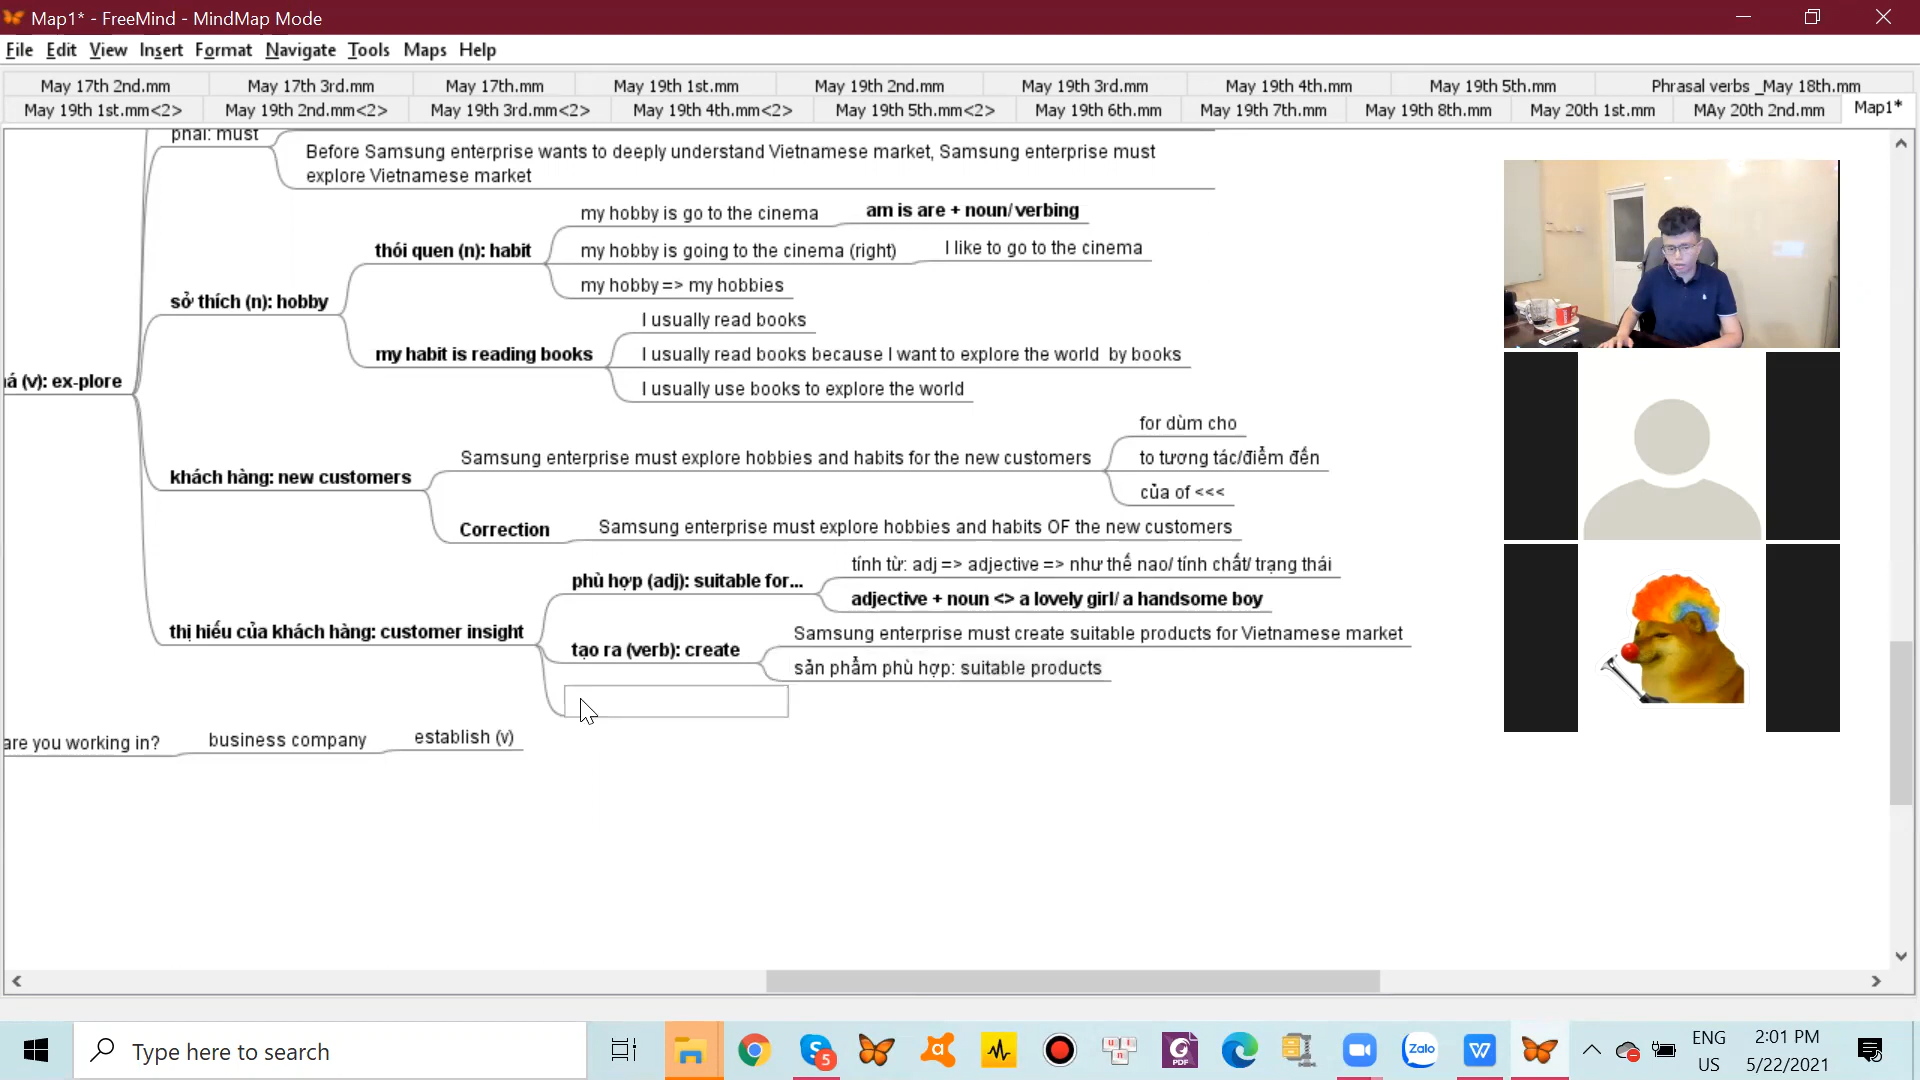 Map1* - FreeMind - MindMap Mode
File Edit View Insert Format Navigate Tools Maps Help
May 17th 2nd.mm May 17th 3rd.mm May 17th.mm May 19th 1st.mm May 19th 2nd.mm May 19th 3rd.mm May 19th 4th.mm May 19th 5th.mm Phrasal verbs _May 18th.mm
May 19th 1st.mm<2> May 19th 2nd.mm<2> May 19th 3rd.mm<2> May 19th 4th.mm<2> May 19th 5th.mm<2> May 19th 6th.mm May 19th 7th.mm May 19th 8th.mm May 20th 1st.mm MAy 20th 2nd.mm Map1*
phải: must
Before Samsung enterprise wants to deeply understand Vietnamese market, Samsung enterprise must
explore Vietnamese market
my hobby is go to the cinema am is are + noun/ verbing
thói quen (n): habit my hobby is going to the cinema (right) I like to go to the cinema
my hobby => my hobbies
sở thích (n): hobby
I usually read books
my habit is reading books I usually read books because I want to explore the world by books
I usually use books to explore the world
á (v): ex-plore
for dùm cho
Samsung enterprise must explore hobbies and habits for the new customers to tương tác/điểm đến
của of <<<
khách hàng: new customers
Correction Samsung enterprise must explore hobbies and habits OF the new customers
tính từ: adj => adjective => như thế nao/ tính chất/ trạng thái
phù hợp (adj): suitable for...
adjective + noun <> a lovely girl/ a handsome boy
thị hiếu của khách hàng: customer insight
Samsung enterprise must create suitable products for Vietnamese market
tạo ra (verb): create
sản phẩm phù hợp: suitable products
are you working in? business company establish (v)
Type here to search
5
u i n
PDF
Zalo
ENG
US
2:01 PM
5/22/2021